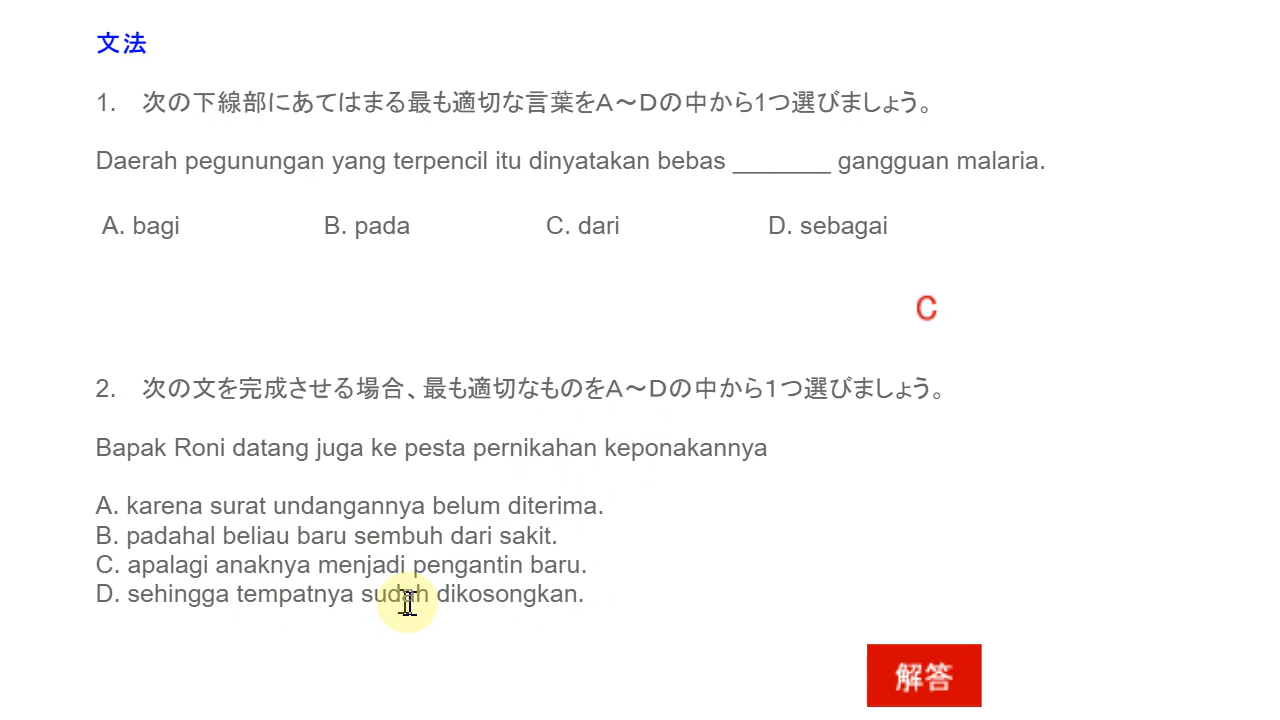 文法
1. 次の下線部にあてはまる最も適切な言葉をＡ～Ｄの中から1つ選びましょう。
Daerah pegunungan yang terpencil itu dinyatakan bebas _______ gangguan malaria.
A. bagi B. pada C. dari D. sebagai
C
2. 次の文を完成させる場合、最も適切なものをＡ～Ｄの中から１つ選びましょう。
Bapak Roni datang juga ke pesta pernikahan keponakannya
A. karena surat undangannya belum diterima.
B. padahal beliau baru sembuh dari sakit.
C. apalagi anaknya menjadi pengantin baru.
D. sehingga tempatnya sudah dikosongkan.
解答